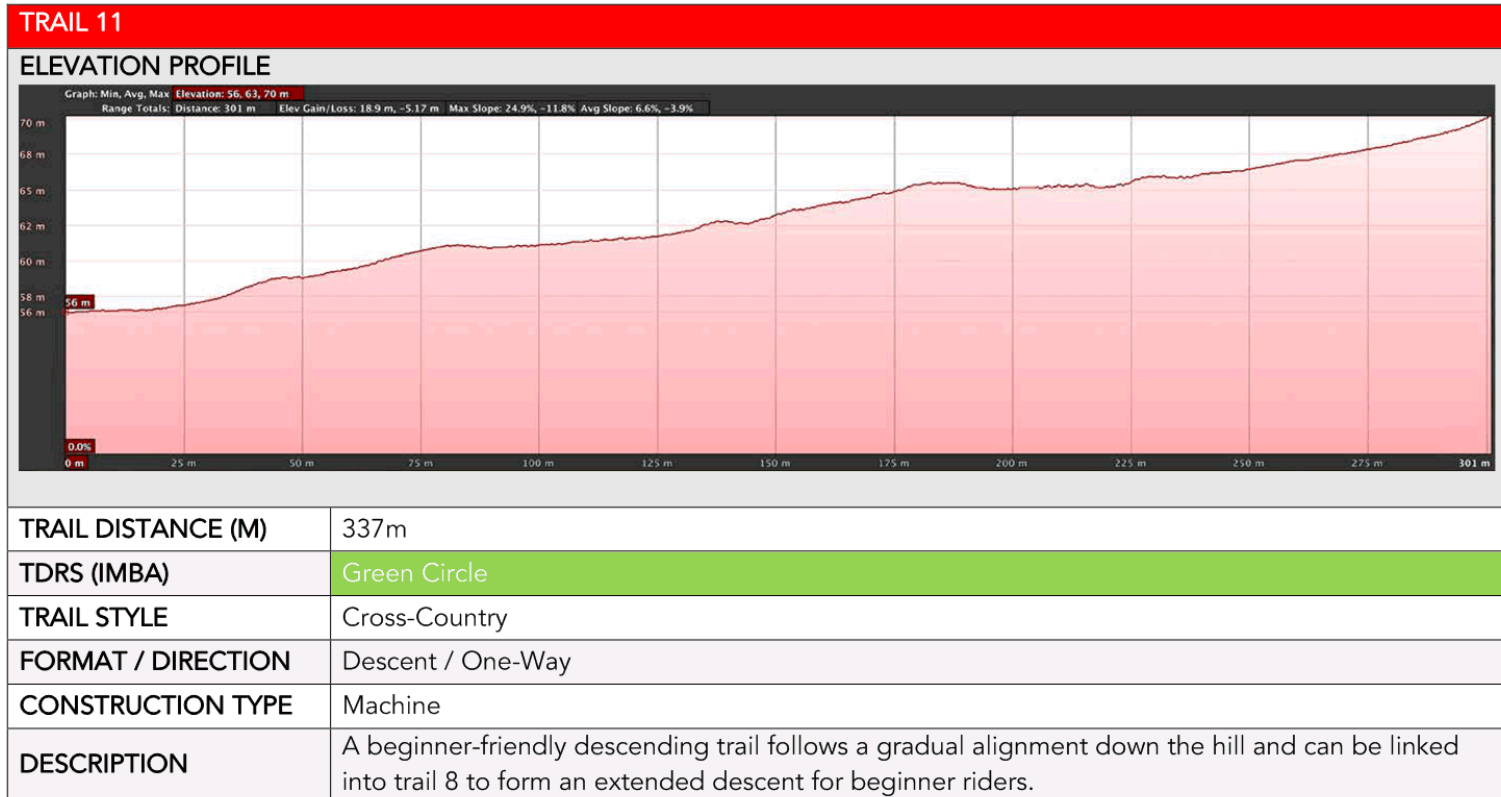 TRAIL 11
ELEVATION PROFILE
Graph: Min, Avg, Max Elevation: 56, 63, 70 m
Range Totals: Distance: 301 m Elev Gain/Loss: 18.9 m, -5.17 m Max Slope: 24.9%, -11.8% Avg Slope: 6.6%, -3.9%
70 m
68 m
65 m
62 m
60 m
58 m
56 m
56 m
0.0%
0 m 25 m 50 m 75 m 100 m 125 m 150 m 175 m 200 m 225 m 250 m 275 m 301 m
TRAIL DISTANCE (M) 337m
TDRS (IMBA) Green Circle
TRAIL STYLE Cross-Country
FORMAT / DIRECTION Descent / One-Way
CONSTRUCTION TYPE Machine
DESCRIPTION A beginner-friendly descending trail follows a gradual alignment down the hill and can be linked
into trail 8 to form an extended descent for beginner riders.